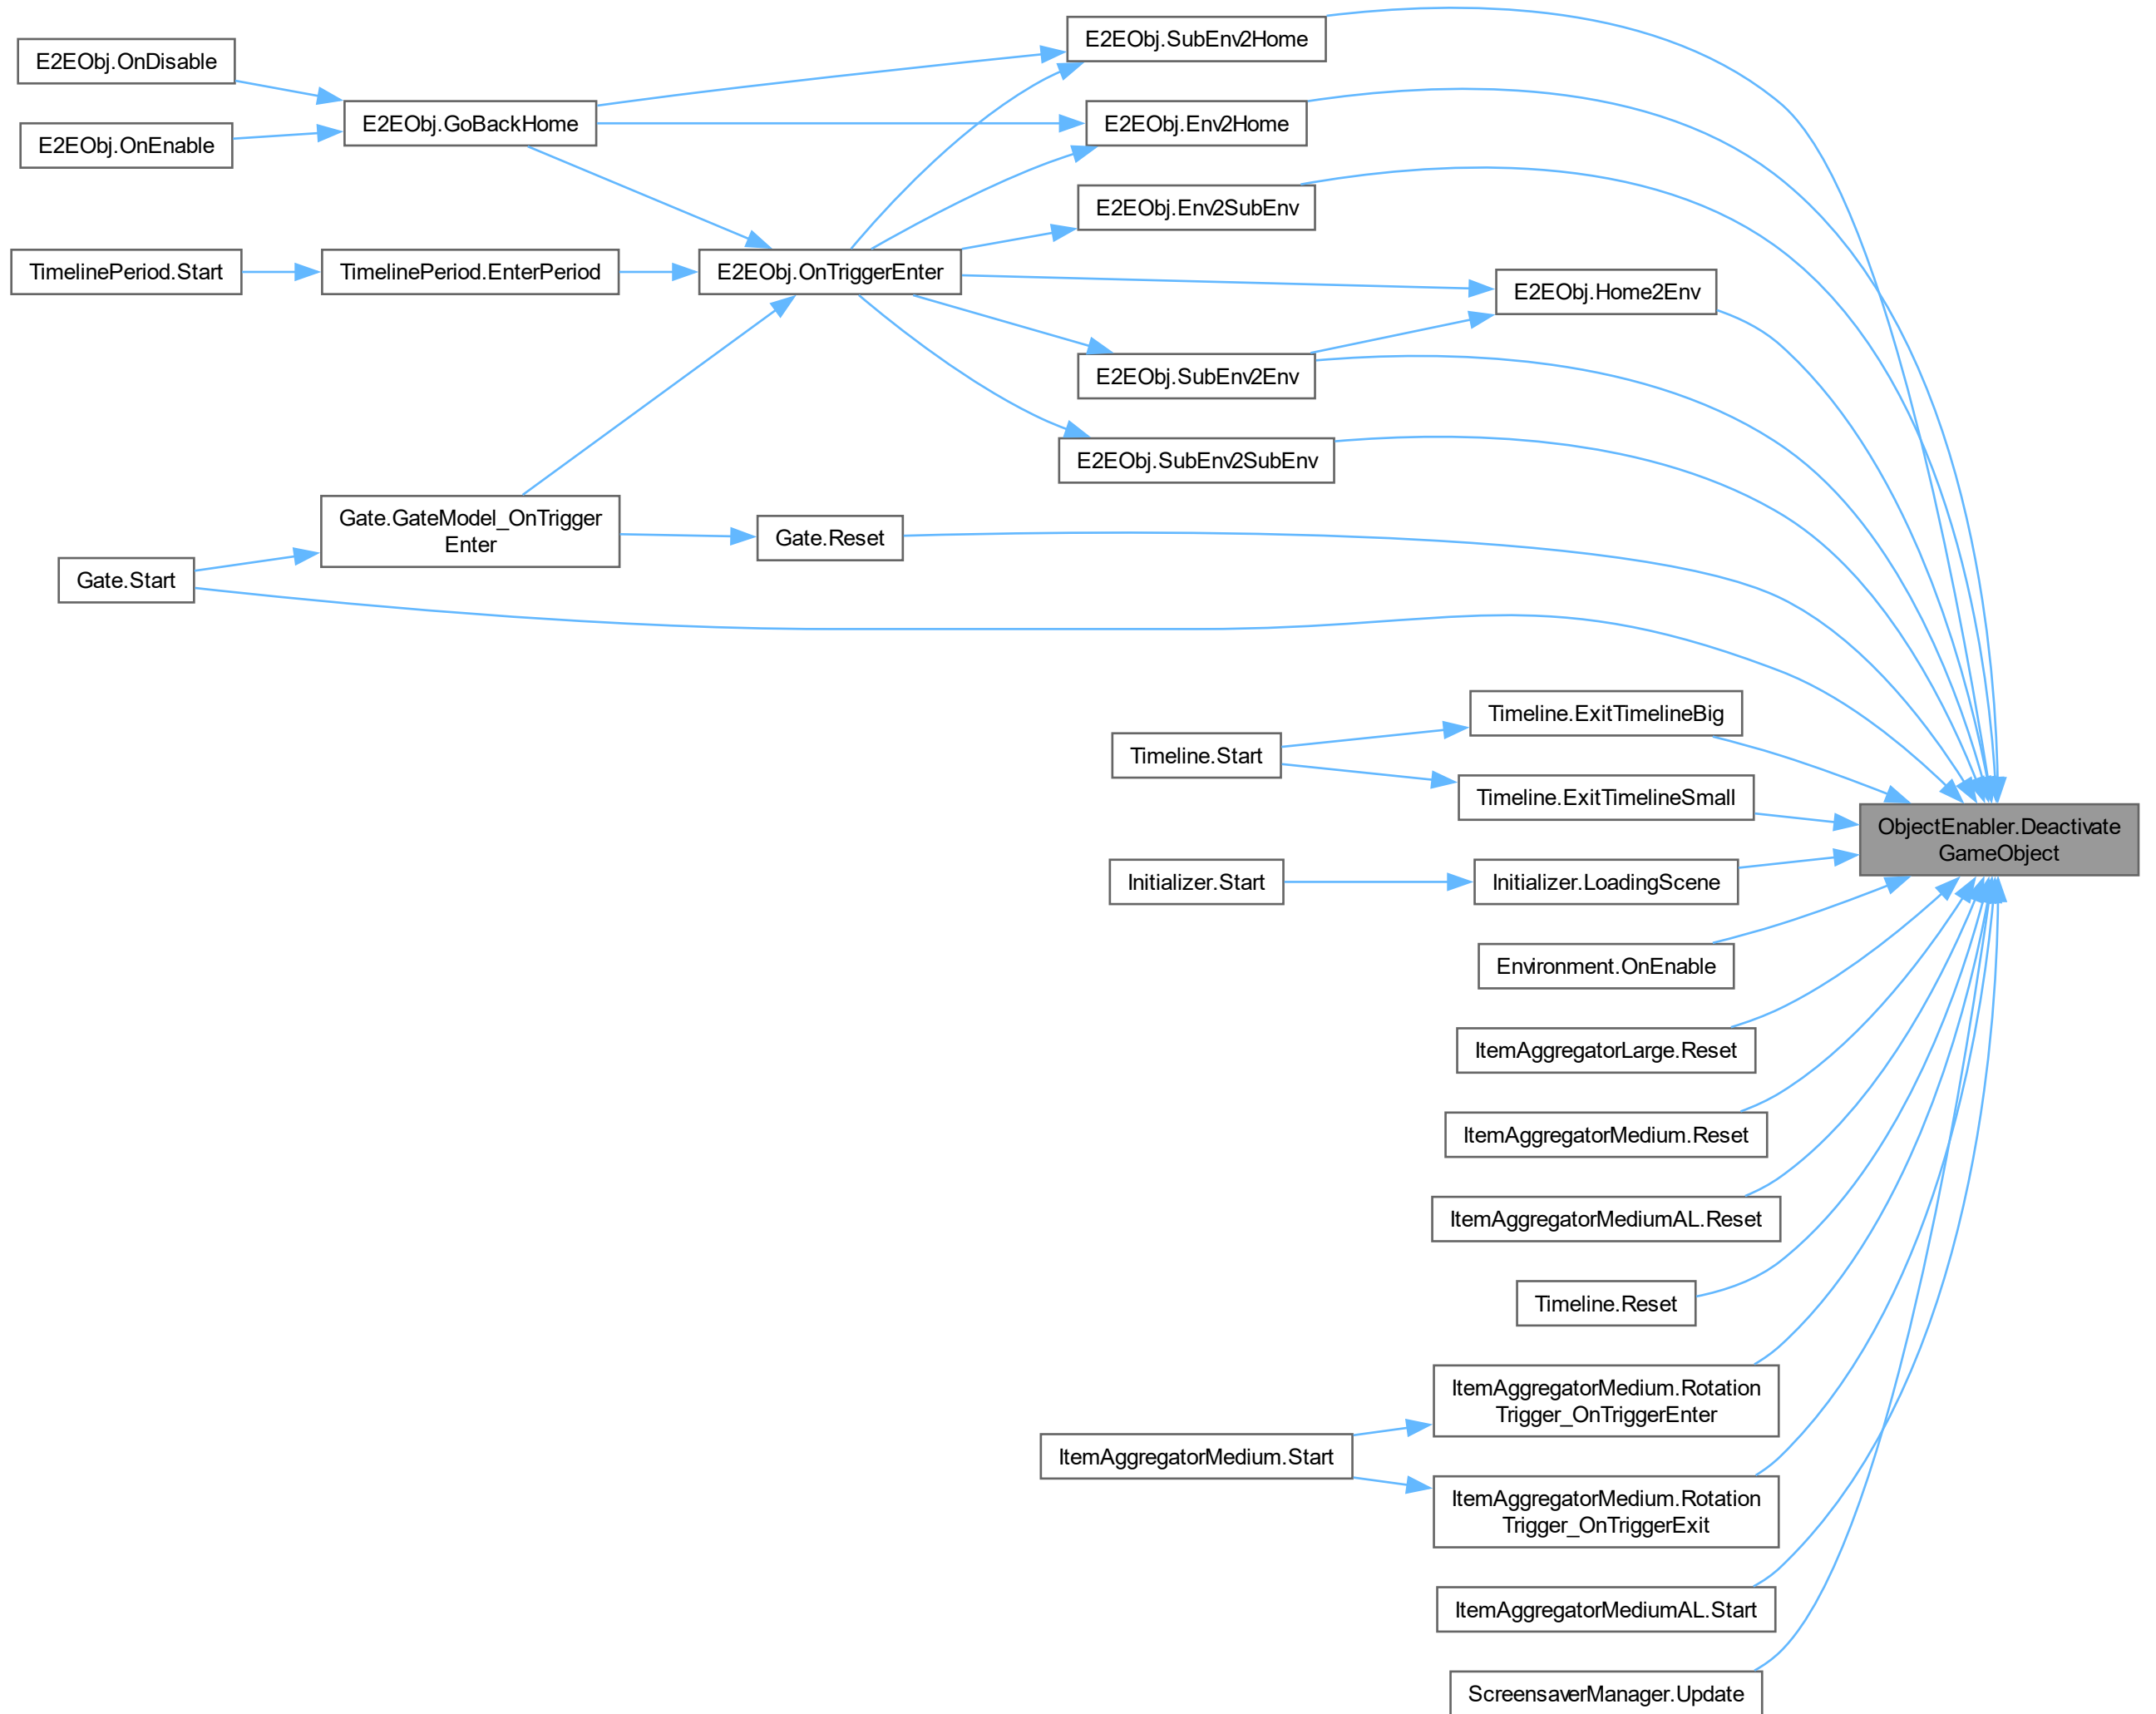 E2EObj.SubEnv2Home
E2EObj.OnDisable
E2EObj.GoBackHome
E2EObj.Env2Home
E2EObj.OnEnable
E2EObj.Env2SubEnv
TimelinePeriod.Start
TimelinePeriod.EnterPeriod
E2EObj.OnTriggerEnter
E2EObj.Home2Env
E2EObj.SubEnv2Env
E2EObj.SubEnv2SubEnv
Gate.GateModel_OnTrigger
Enter
Gate.Reset
Gate.Start
Timeline.ExitTimelineBig
Timeline.Start
Timeline.ExitTimelineSmall
ObjectEnabler.Deactivate
GameObject
Initializer.Start
Initializer.LoadingScene
Environment.OnEnable
ItemAggregatorLarge.Reset
ItemAggregatorMedium.Reset
ItemAggregatorMediumAL.Reset
Timeline.Reset
ItemAggregatorMedium.Rotation
Trigger_OnTriggerEnter
ItemAggregatorMedium.Start
ItemAggregatorMedium.Rotation
Trigger_OnTriggerExit
ItemAggregatorMediumAL.Start
ScreensaverManager.Update